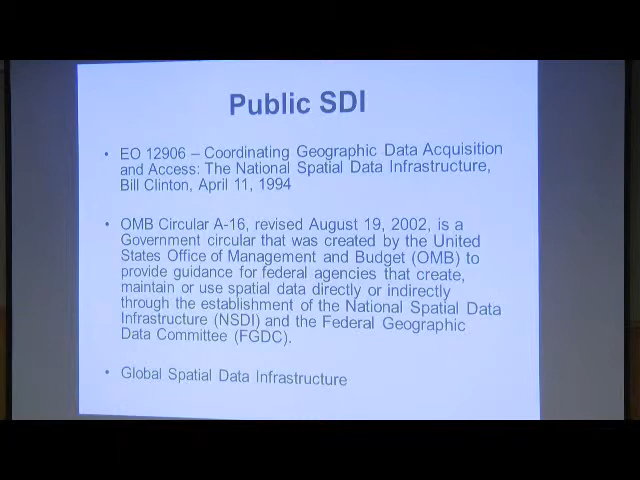 Public SDI
• EO 12906 – Coordinating Geographic Data Acquisition
and Access: The National Spatial Data Infrastructure,
Bill Clinton, April 11, 1994
• OMB Circular A-16, revised August 19, 2002, is a
Government circular that was created by the United
States Office of Management and Budget (OMB) to
provide guidance for federal agencies that create,
maintain or use spatial data directly or indirectly
through the establishment of the National Spatial Data
Infrastructure (NSDI) and the Federal Geographic
Data Committee (FGDC).
• Global Spatial Data Infrastructure